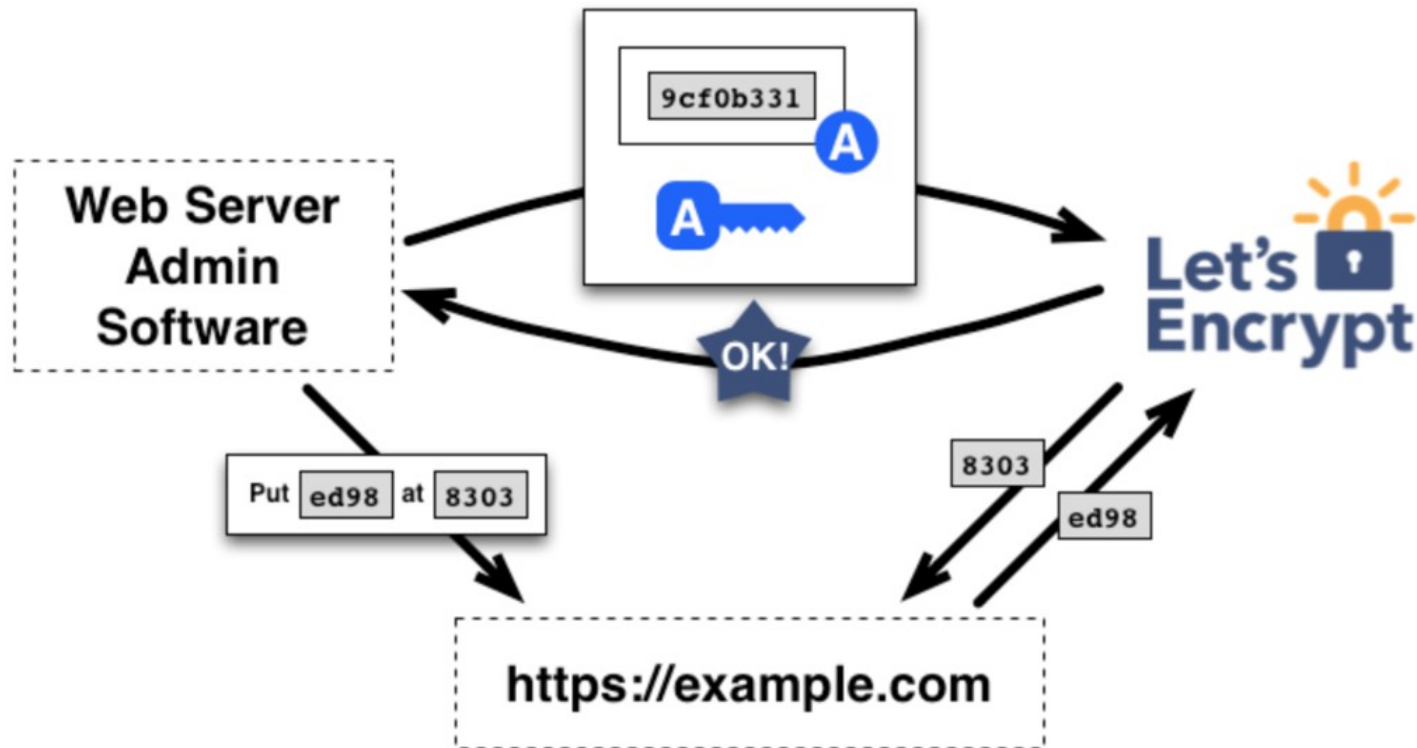 9cf0b331
A
A
Web Server
Admin
Software
Let's
Encrypt
OK!
Put ed98 at 8303
8303
ed98
https://example.com